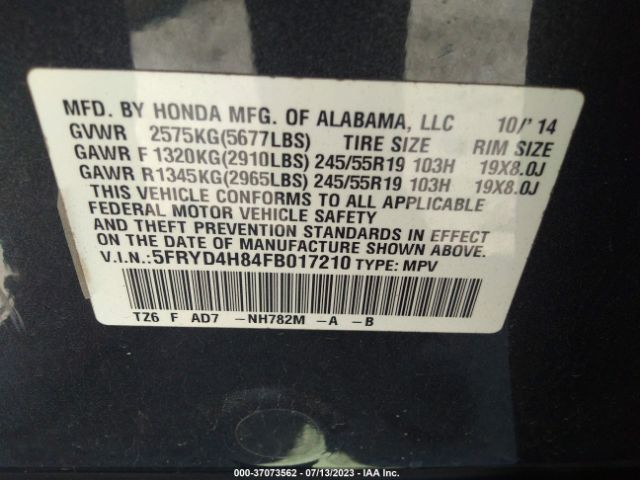 MFD. BY HONDA MFG. OF ALABAMA, LLC 10/'14
GVWR 2575KG(5677LBS) TIRE SIZE RIM SIZE
GAWR F 1320KG(2910LBS) 245/55R19 103H 19X8.0J
GAWR R1345KG(2965LBS) 245/55R19 103H 19X8.0J
THIS VEHICLE CONFORMS TO ALL APPLICABLE
FEDERAL MOTOR VEHICLE SAFETY
AND THEFT PREVENTION STANDARDS IN EFFECT
ON THE DATE OF MANUFACTURE SHOWN ABOVE.
V.I.N.:5FRYD4H84FB017210 TYPE: MPV
TZ6 F AD7 -NH782M -A -B
000-37073562 - 07/13/2023 - IAA Inc.